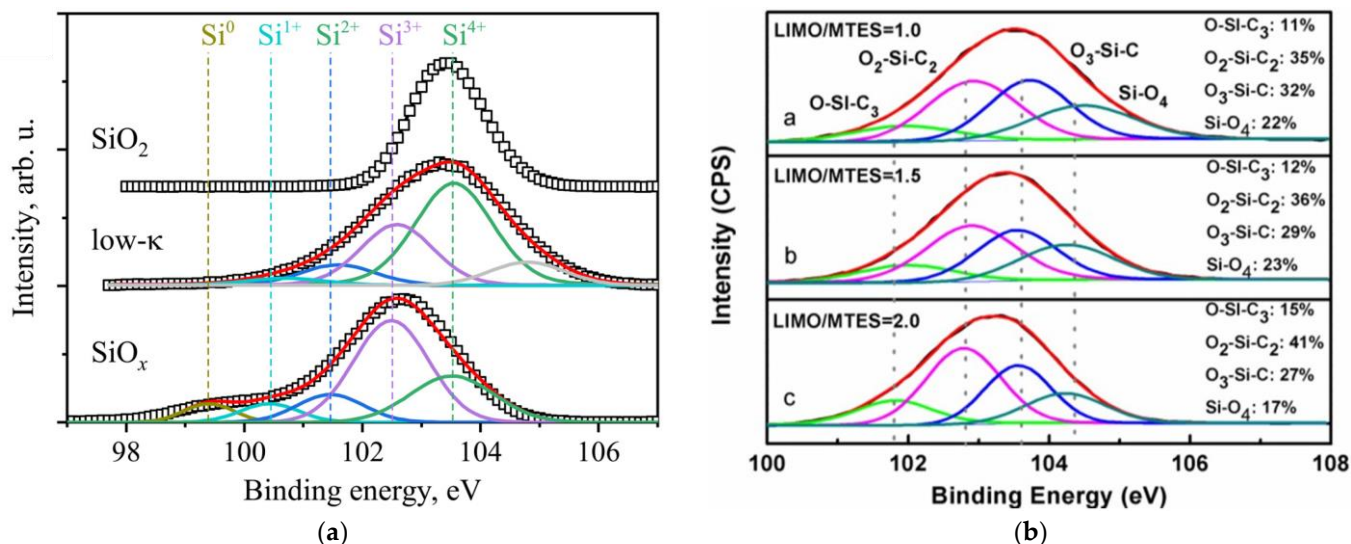 Si⁰ Si¹⁺ Si²⁺ Si³⁺ Si⁴⁺
SiO₂
low-κ
SiOₓ
Intensity, arb. u.
98 100 102 104 106
Binding energy, eV
(a)
LIMO/MTES=1.0
O-SI-C₃: 11%
O₂-Si-C₂: 35%
O₃-Si-C: 32%
Si-O₄: 22%
O₂-Si-C₂
O₃-Si-C
O-SI-C₃
Si-O₄
a
LIMO/MTES=1.5
O-SI-C₃: 12%
O₂-Si-C₂: 36%
O₃-Si-C: 29%
Si-O₄: 23%
b
LIMO/MTES=2.0
O-SI-C₃: 15%
O₂-Si-C₂: 41%
O₃-Si-C: 27%
Si-O₄: 17%
c
Intensity (CPS)
100 102 104 106 108
Binding Energy (eV)
(b)